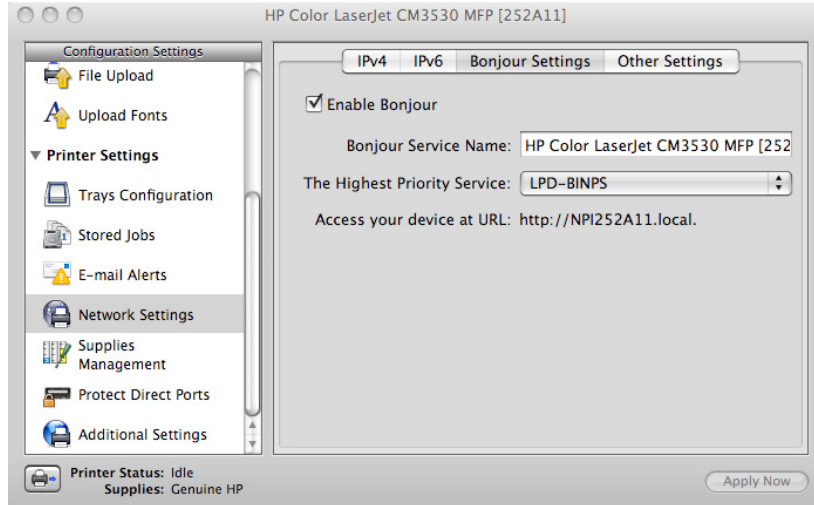 HP Color LaserJet CM3530 MFP [252A11]
Configuration Settings
File Upload
Upload Fonts
Printer Settings
Trays Configuration
Stored Jobs
E-mail Alerts
Network Settings
Supplies
Management
Protect Direct Ports
Additional Settings
IPv4 IPv6 Bonjour Settings Other Settings
Enable Bonjour
Bonjour Service Name: HP Color LaserJet CM3530 MFP [252
The Highest Priority Service: LPD-BINPS
Access your device at URL: http://NPI252A11.local.
Printer Status: Idle
Supplies: Genuine HP
Apply Now